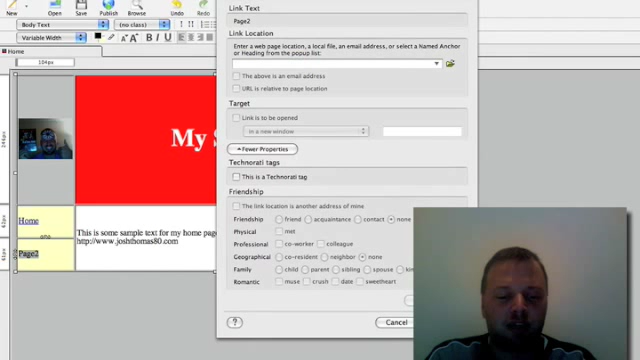 New
Browse
Save
Publish
Undo
Link Text
Page2
Body Text
(no class)
Link Location
Variable Width
B I U
Enter a web page location, a local file, an email address, or select a Named Anchor
or Heading from the popup list:
Home
The above is an email address
104px
URL is relative to page location
Target
Link is to be opened
in a new window
My S
Fewer Properties
Technorati tags
This is a Technorati tag
Friendship
The link location is another address of mine
Home
Friendship friend acquaintance contact none
This is some sample text for my home page
Physical met
http://www.joshthomas80.com
Professional co-worker colleague
Page2
Geographical co-resident neighbor none
Family child parent sibling spouse kin
Romantic muse crush date sweetheart
?
Cancel